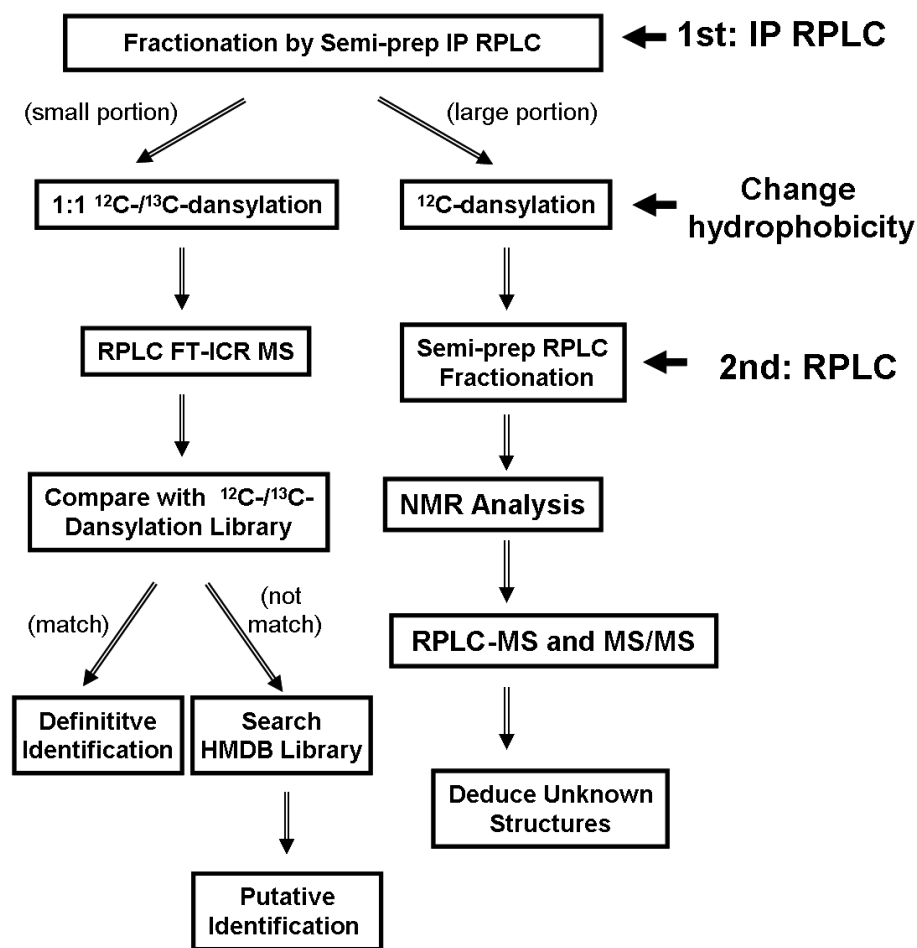 Fractionation by Semi-prep IP RPLC
1st: IP RPLC
(small portion)
(large portion)
1:1 ¹²C-/¹³C-dansylation
¹²C-dansylation
Change
hydrophobicity
RPLC FT-ICR MS
Semi-prep RPLC
Fractionation
2nd: RPLC
Compare with ¹²C-/¹³C-
Dansylation Library
NMR Analysis
(match)
(not
match)
RPLC-MS and MS/MS
Definititve
Identification
Search
HMDB Library
Deduce Unknown
Structures
Putative
Identification